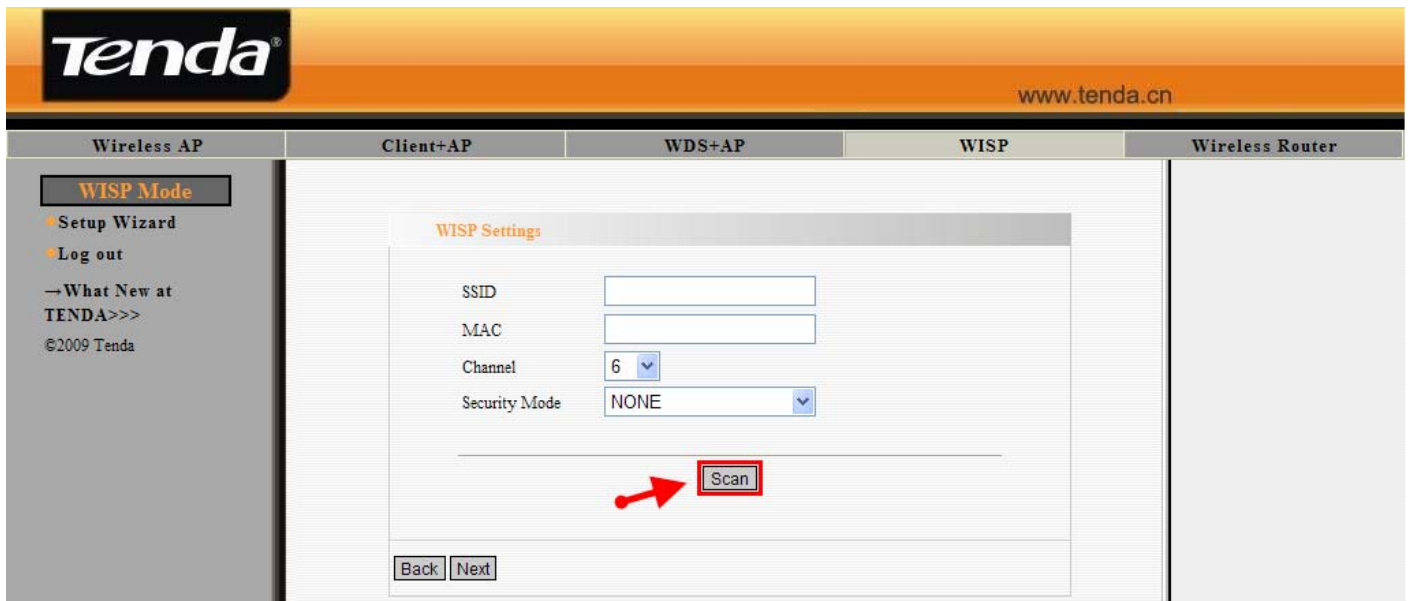 Tenda®
www.tenda.cn
Wireless AP
Client+AP
WDS+AP
WISP
Wireless Router
WISP Mode
Setup Wizard
Log out
→What New at
TENDA>>>
©2009 Tenda
WISP Settings
SSID
MAC
Channel
6
Security Mode
NONE
Scan
Back
Next